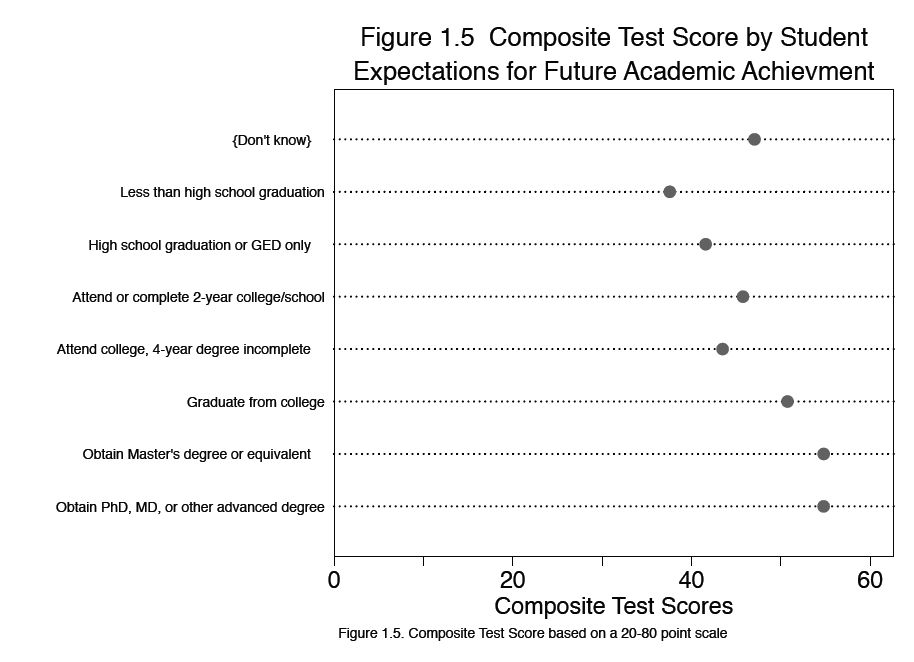 Figure 1.5  Composite Test Score by Student
Expectations for Future Academic Achievment
{Don't know}
Less than high school graduation
High school graduation or GED only
Attend or complete 2-year college/school
Attend college, 4-year degree incomplete
Graduate from college
Obtain Master's degree or equivalent
Obtain PhD, MD, or other advanced degree
0 20 40 60
Composite Test Scores
Figure 1.5. Composite Test Score based on a 20-80 point scale